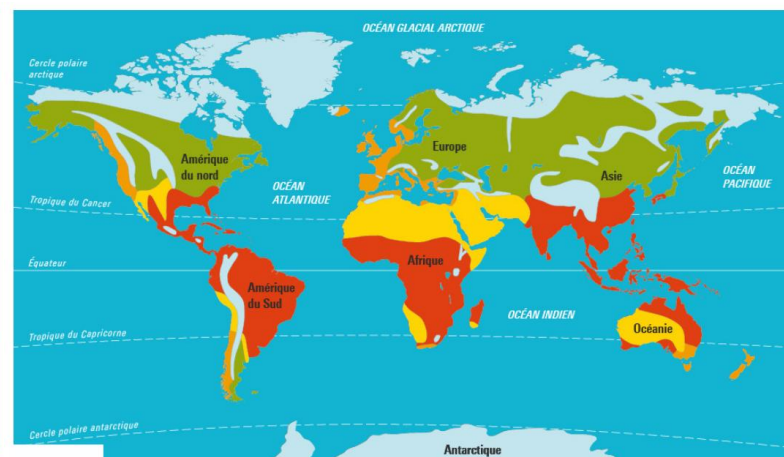 OCÉAN GLACIAL ARCTIQUE
Cercle polaire
arctique
Europe
Amérique
du nord
Asie
OCÉAN
PACIFIQUE
OCÉAN
ATLANTIQUE
Tropique du Cancer
Équateur
Afrique
Amérique
du Sud
OCÉAN INDIEN
Océanie
Tropique du Capricorne
Cercle polaire antarctique
Antarctique